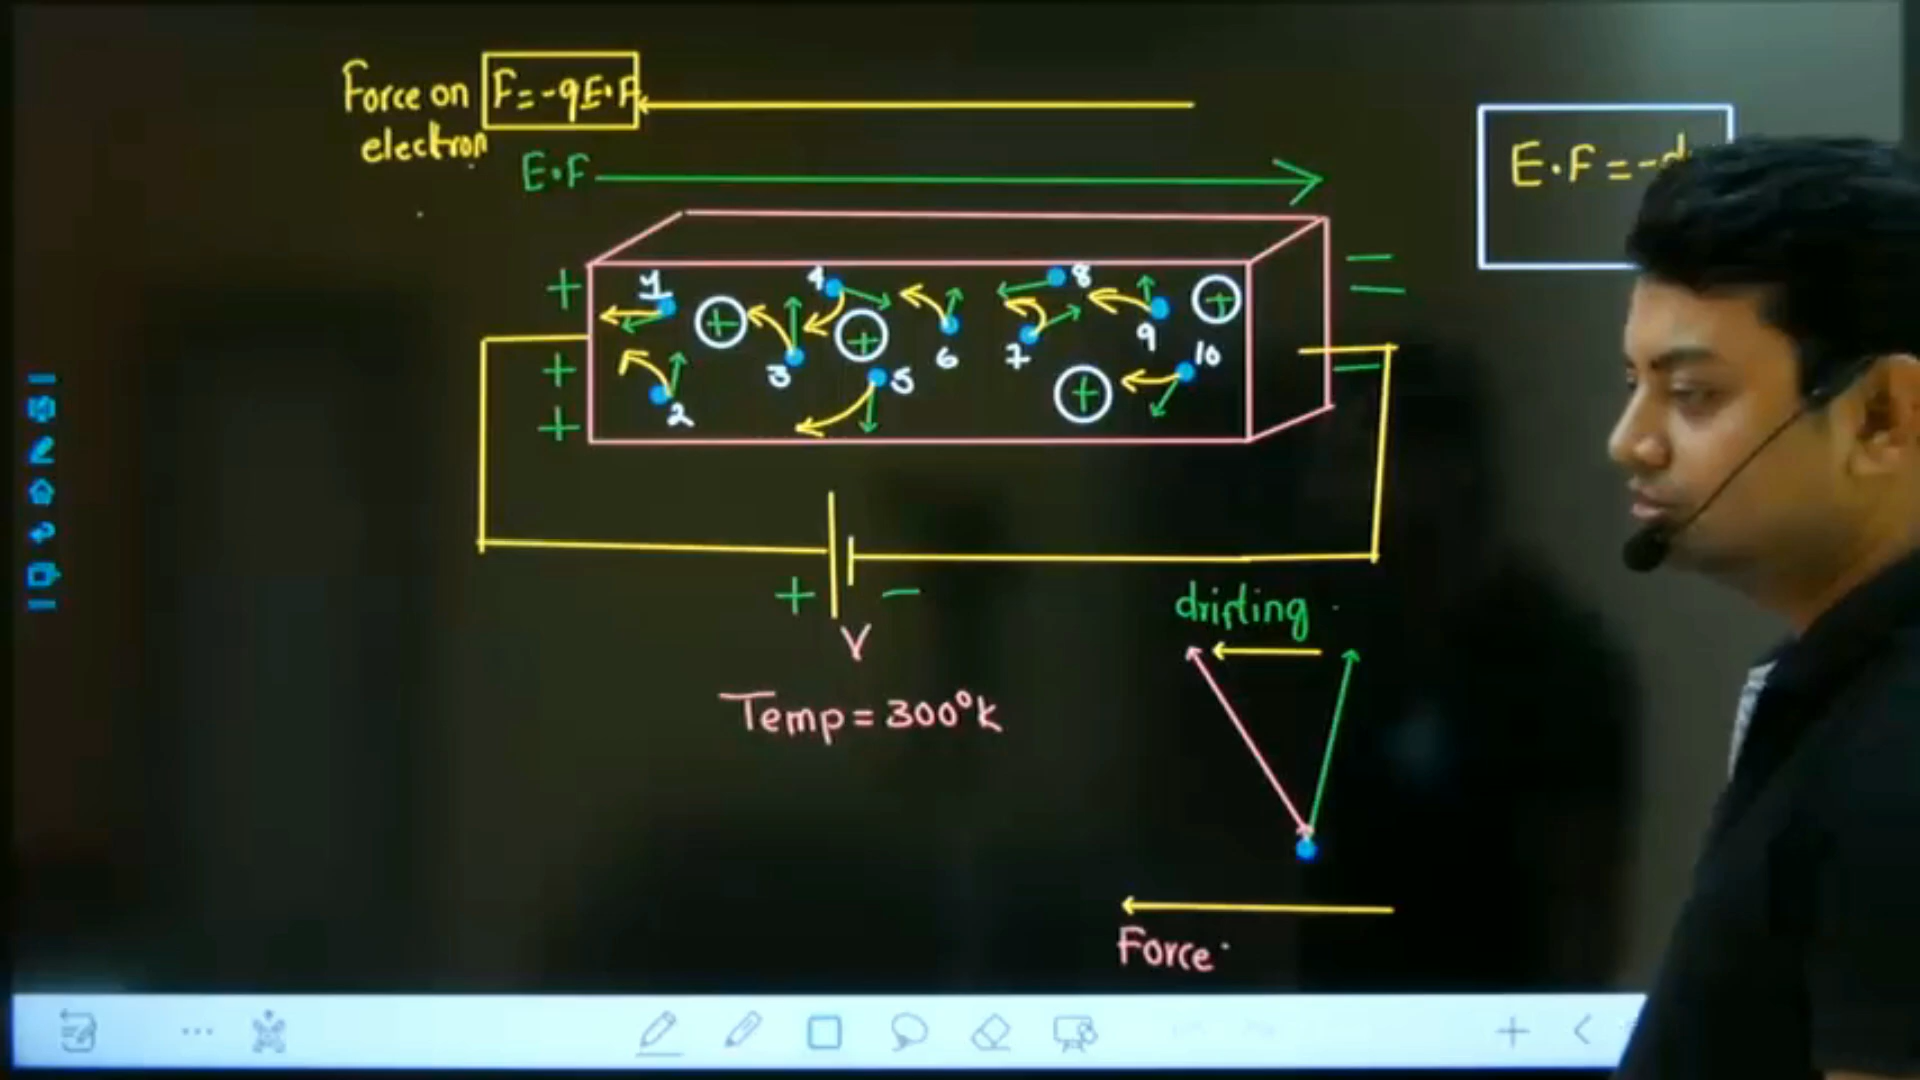 Force on F=-qE.F
electron
E.F
E.F=-d
+ + +
1 2 3 4 5 6 7 8 9 10
+ + + +
+ -
V
Temp=300°k
drifting
Force